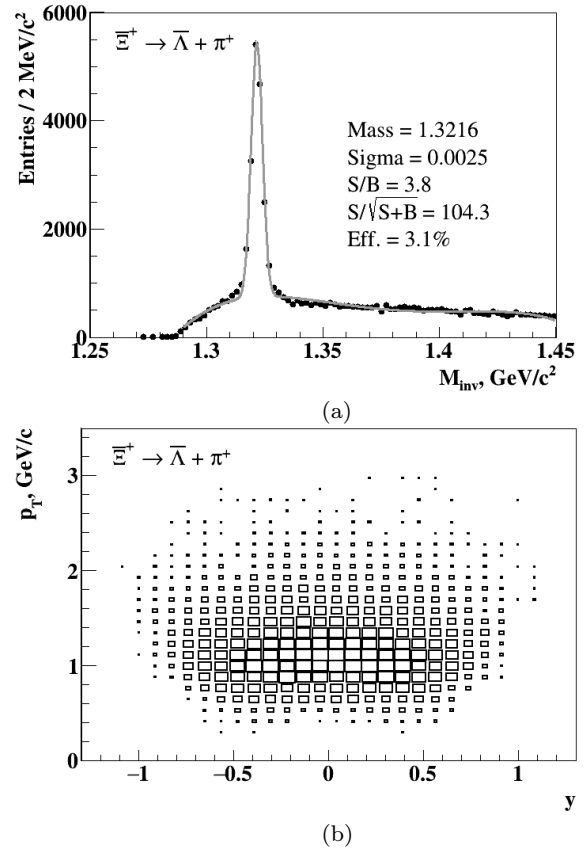 Ξ̅⁺ → Λ̅ + π⁺
Entries / 2 MeV/c²
6000
4000
2000
0
Mass = 1.3216
Sigma = 0.0025
S/B = 3.8
S/√S+B = 104.3
Eff. = 3.1%
1.25 1.3 1.35 1.4 1.45
M_inv, GeV/c²
(a)
Ξ̅⁺ → Λ̅ + π⁺
p_T, GeV/c
3
2
1
0
−1 −0.5 0 0.5 1
y
(b)